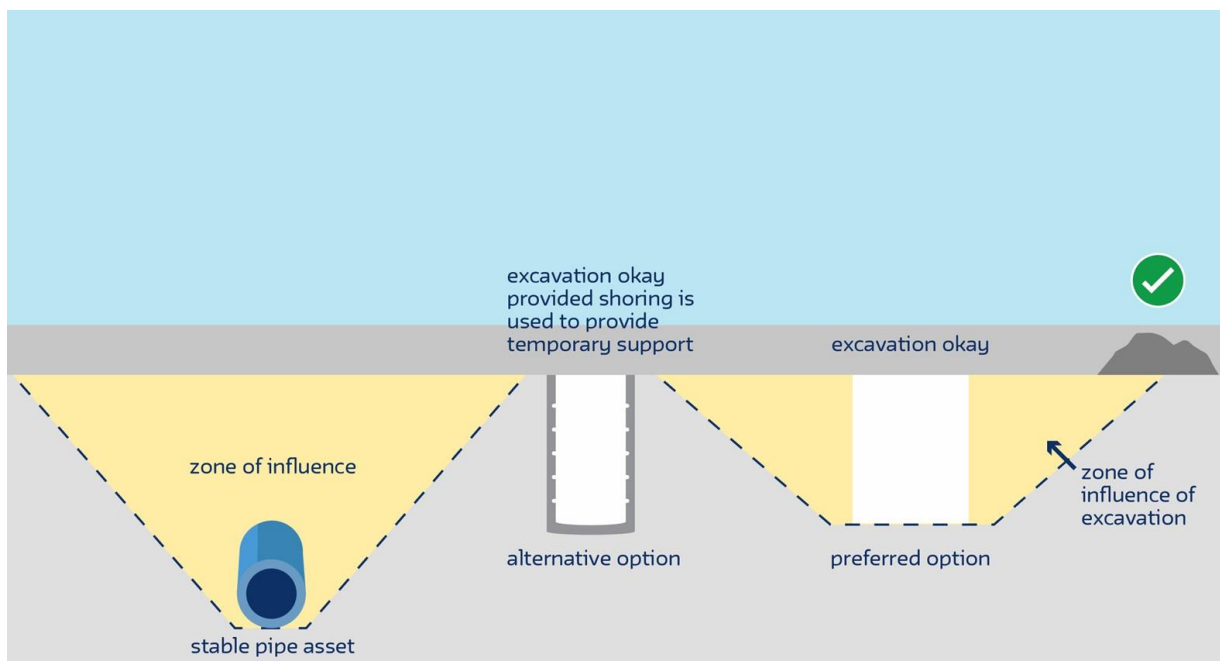 excavation okay
provided shoring is
used to provide
temporary support
excavation okay
zone of influence
zone of
influence of
excavation
alternative option
preferred option
stable pipe asset